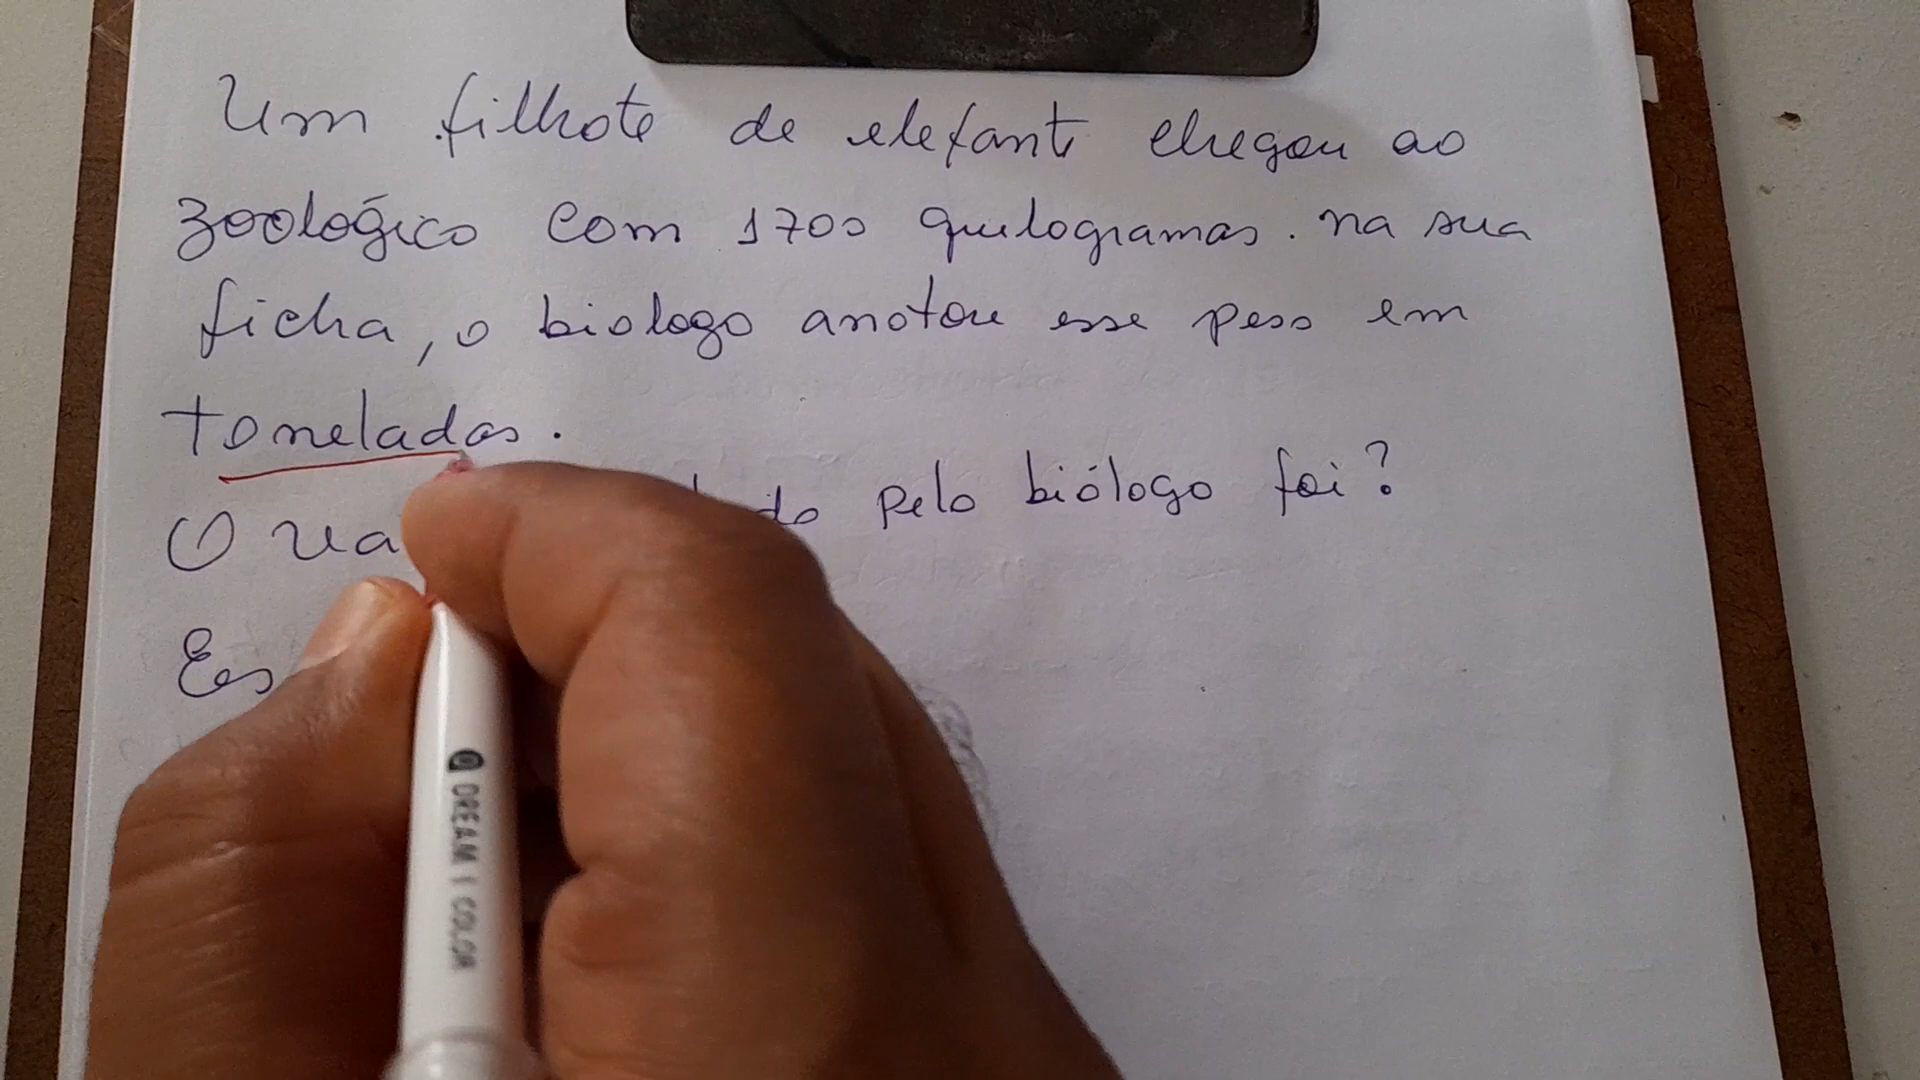 Um filhote de elefante chegou ao
zoológico com 1700 quilogramas. na sua
ficha, o biologo anotou esse peso em
toneladas.
O pelo biólogo foi?
DREAM I COLOR